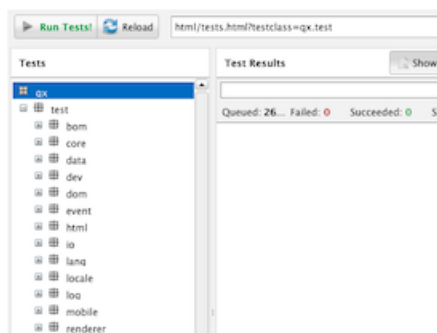 Run Tests! Reload html/tests.html?testclass=qx.test
Tests
Test Results Show
qx
Queued: 26... Failed: 0 Succeeded: 0 S
test
bom
core
data
dev
dom
event
html
io
lang
locale
log
mobile
renderer